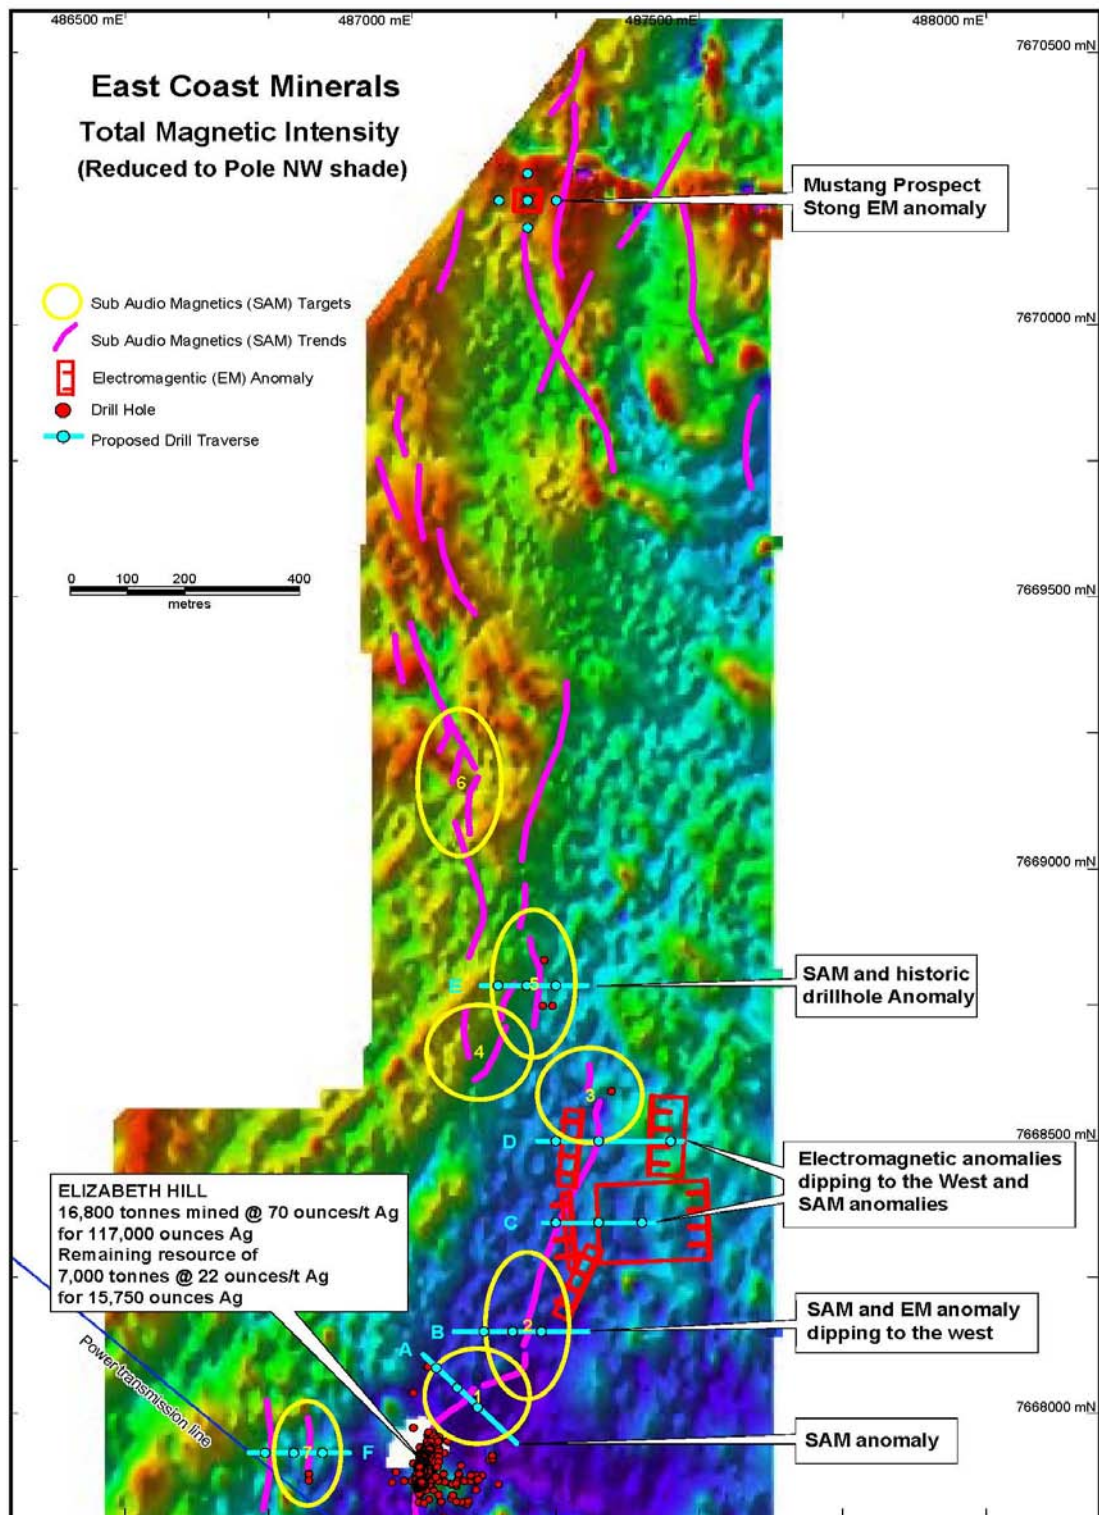 486500 mE
487000 mE
487500 mE
488000 mE
7670500 mN
East Coast Minerals
Total Magnetic Intensity
(Reduced to Pole NW shade)
Mustang Prospect
Stong EM anomaly
Sub Audio Magnetics (SAM) Targets
Sub Audio Magnetics (SAM) Trends
Electromagentic (EM) Anomaly
Drill Hole
Proposed Drill Traverse
7670000 mN
0 100 200 400
metres
7669500 mN
6
7669000 mN
E
5
SAM and historic
drillhole Anomaly
4
3
D
7668500 mN
Electromagnetic anomalies
dipping to the West and
SAM anomalies
C
ELIZABETH HILL
16,800 tonnes mined @ 70 ounces/t Ag
for 117,000 ounces Ag
Remaining resource of
7,000 tonnes @ 22 ounces/t Ag
for 15,750 ounces Ag
B
2
SAM and EM anomaly
dipping to the west
A
1
Power transmission line
7668000 mN
SAM anomaly
7
F